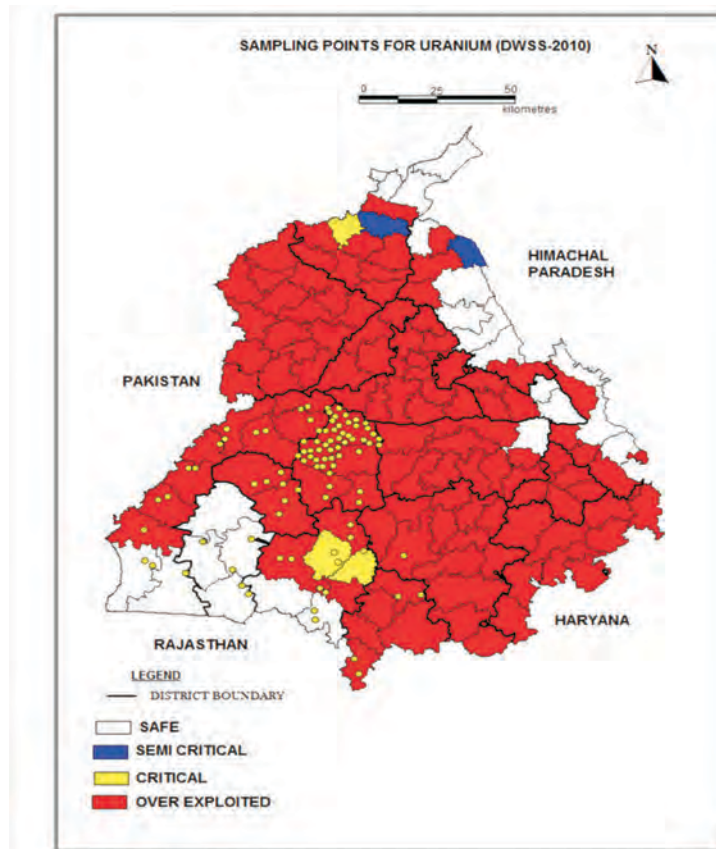 SAMPLING POINTS FOR URANIUM (DWSS-2010)
N
0 25 50
kilometres
HIMACHAL
PARADESH
PAKISTAN
HARYANA
RAJASTHAN
LEGEND
DISTRICT BOUNDARY
SAFE
SEMI CRITICAL
CRITICAL
OVER EXPLOITED